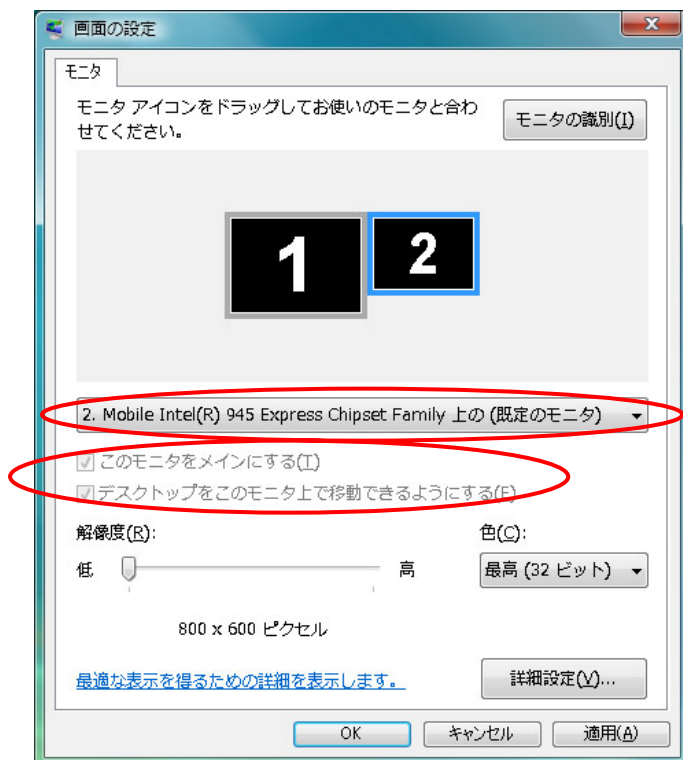 画面の設定
モニタ
モニタ アイコンをドラッグしてお使いのモニタと合わ
せてください。
モニタの識別(I)
1
2
2. Mobile Intel(R) 945 Express Chipset Family 上の (既定のモニタ)
このモニタをメインにする(T)
デスクトップをこのモニタ上で移動できるようにする(E)
解像度(R):
色(C):
低
高
最高 (32 ビット)
800 x 600 ピクセル
最適な表示を得るための詳細を表示します。
詳細設定(V)...
OK
キャンセル
適用(A)